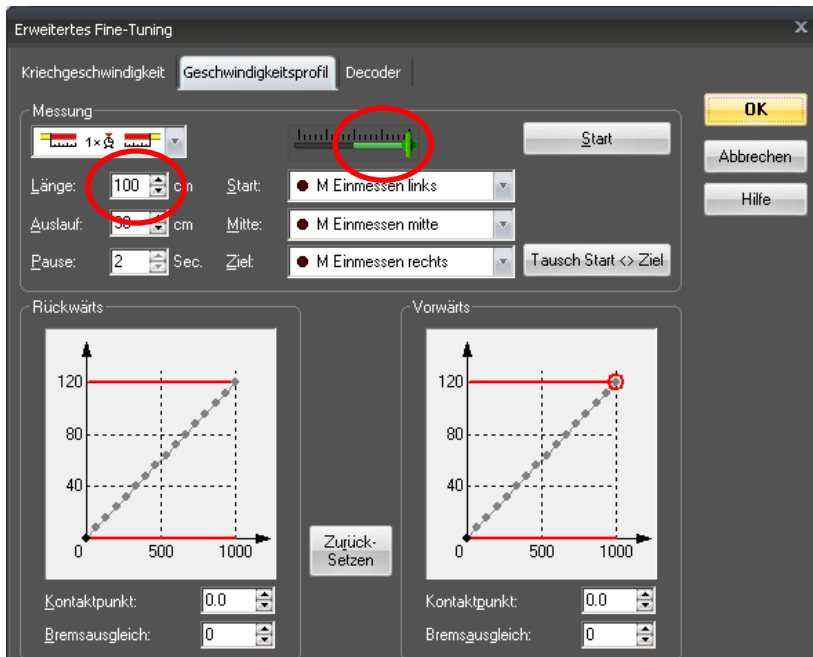 Erweitertes Fine-Tuning
x
Kriechgeschwindigkeit Geschwindigkeitsprofil Decoder
Messung
1x
Start
OK
Abbrechen
Hilfe
Länge: 100 cm Start: M Einmessen links
Auslauf: cm Mitte: M Einmessen mitte
Pause: 2 Sec. Ziel: M Einmessen rechts Tausch Start <> Ziel
Rückwärts
120
80
40
0 500 1000
Kontaktpunkt: 0.0
Bremsausgleich: 0
Zurück-
Setzen
Vorwärts
120
80
40
0 500 1000
Kontaktpunkt: 0.0
Bremsausgleich: 0